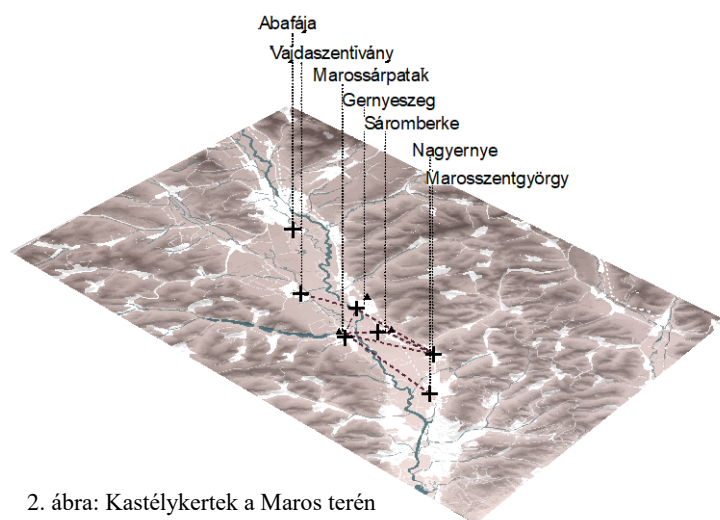 Abafája
Vajdaszentivány
Marossárpatak
Gernyeszeg
Sáromberke
Nagyernye
Marosszentgyörgy
2. ábra: Kastélykertek a Maros terén